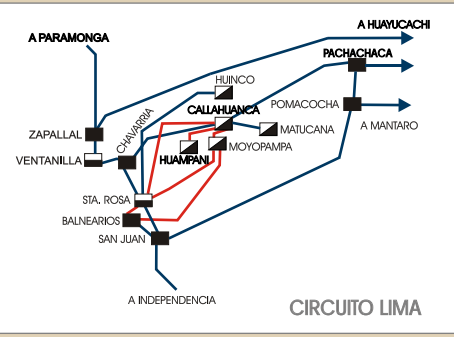 A HUAYUCACHI
A PARAMONGA
PACHACHACA
HUINCO
CALLAHUANCA
POMACOCHA
CHAVARRIA
A MANTARO
ZAPALLAL
MATUCANA
MOYOPAMPA
VENTANILLA
HUAMPANI
STA. ROSA
BALNEARIOS
SAN JUAN
A INDEPENDENCIA
CIRCUITO LIMA